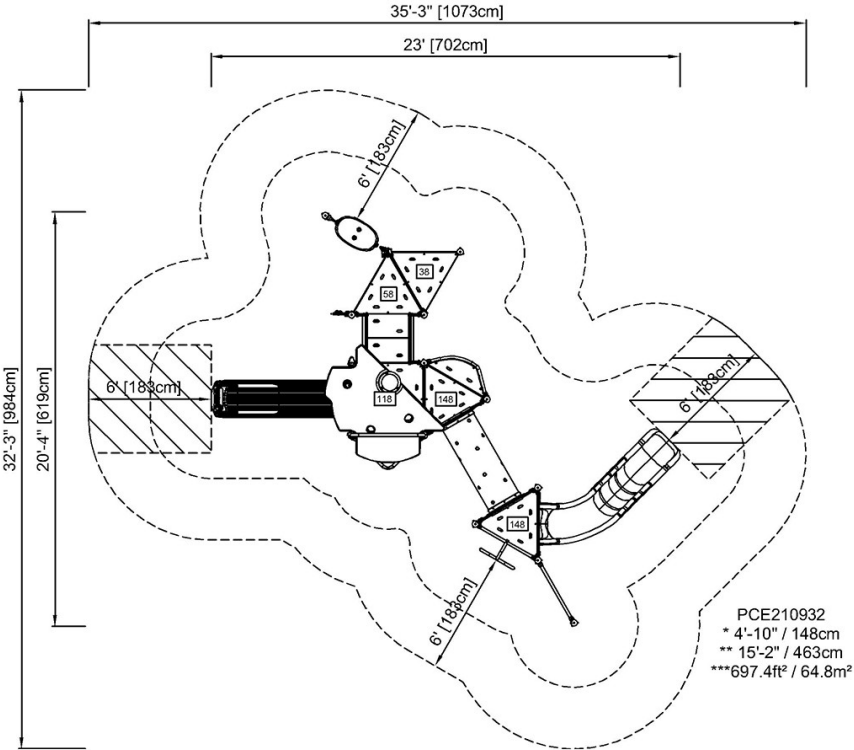 35'-3" [1073cm]
23' [702cm]
6' [183cm]
38
58
32'-3" [984cm]
20'-4" [619cm]
6' [183cm]
6' [183cm]
118
148
148
6' [183cm]
PCE210932
* 4'-10" / 148cm
** 15'-2" / 463cm
***697.4ft² / 64.8m²